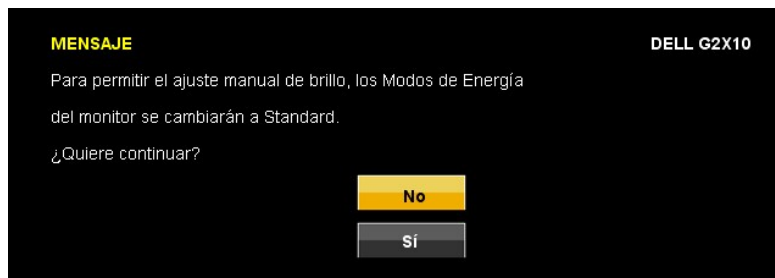 MENSAJE DELL G2X10
Para permitir el ajuste manual de brillo, los Modos de Energía
del monitor se cambiarán a Standard.
¿Quiere continuar?
No
Sí